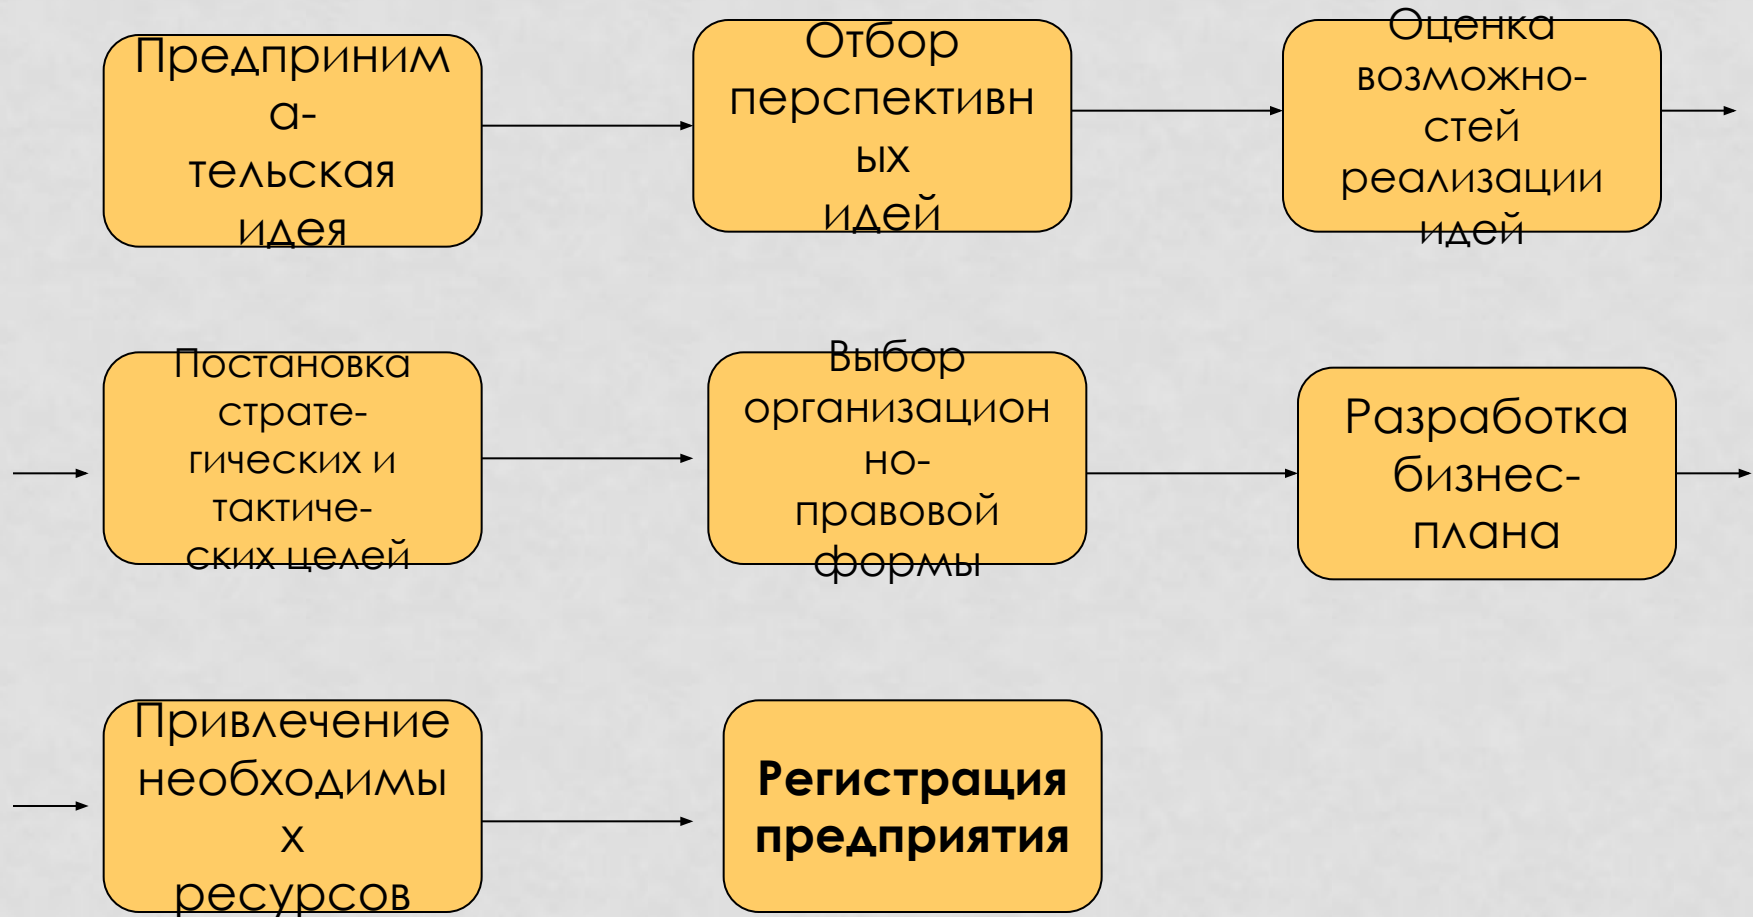 Предприним
а-
тельская
идея
Отбор
перспективн
ых
идей
Оценка
возможно-
стей
реализации
идей
Постановка
страте-
гических и
тактиче-
ских целей
Выбор
организацион
но-
правовой
формы
Разработка
бизнес-
плана
Привлечение
необходимы
х
ресурсов
Регистрация
предприятия